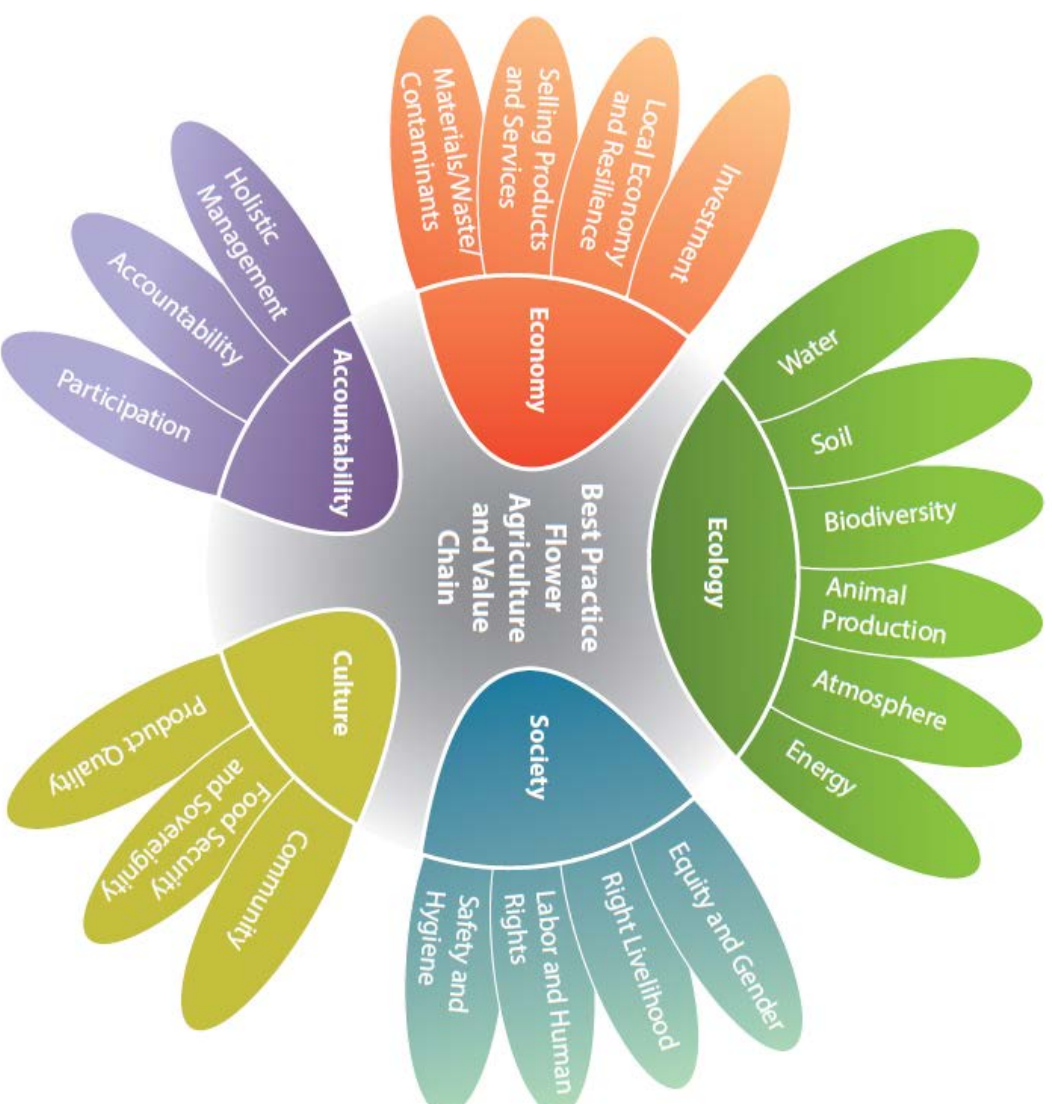 Best Practice
Flower
Agriculture
and Value
Chain
Ecology
Water
Soil
Biodiversity
Animal
Production
Atmosphere
Energy
Society
Equity and Gender
Right Livelihood
Labor and Human
Rights
Safety and
Hygiene
Culture
Community
Food Security
and Sovereignity
Product Quality
Accountability
Participation
Accountability
Holistic
Management
Economy
Materials/Waste/
Contaminants
Selling Products
and Services
Local Economy
and Resilience
Investment